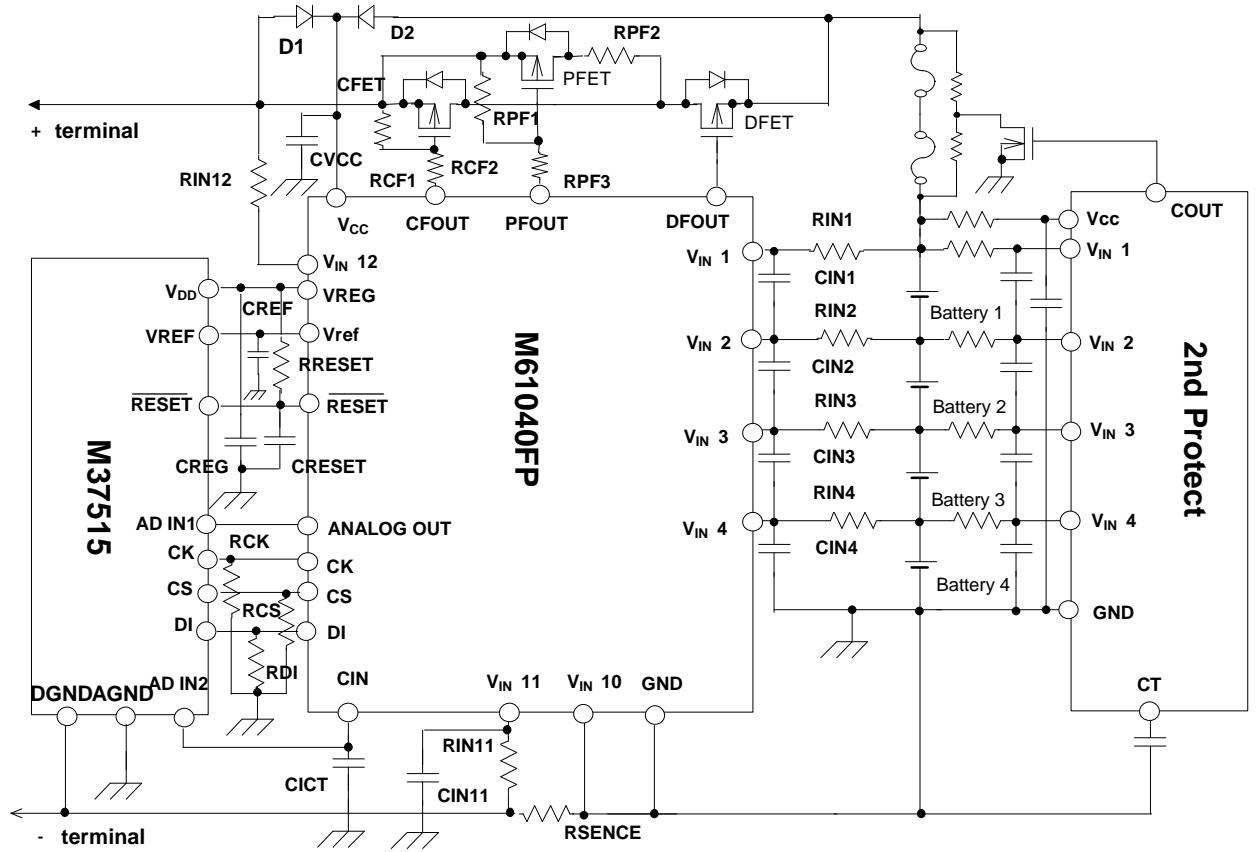 D1
D2
RPF2
PFET
CFET
RPF1
DFET
+ terminal
CVCC
RIN12
RCF1
RCF2
RPF3
VCC
CFOUT
PFOUT
DFOUT
COUT
RIN1
Vcc
VIN 12
VIN 1
VIN 1
CIN1
VDD
CREF
VREG
RIN2
Battery 1
VREF
Vref
VIN 2
VIN 2
RRESET
CIN2
RESET
RESET
RIN3
Battery 2
VIN 3
VIN 3
CREG
CRESET
CIN3
M37515
M61040FP
2nd Protect
RIN4
Battery 3
AD IN1
ANALOG OUT
VIN 4
VIN 4
RCK
CIN4
CK
CK
CS
CS
Battery 4
RCS
GND
DI
DI
RDI
DGND
AGND
AD IN2
CIN
VIN 11
VIN 10
GND
CT
RIN11
CICT
CIN11
RSENCE
- terminal